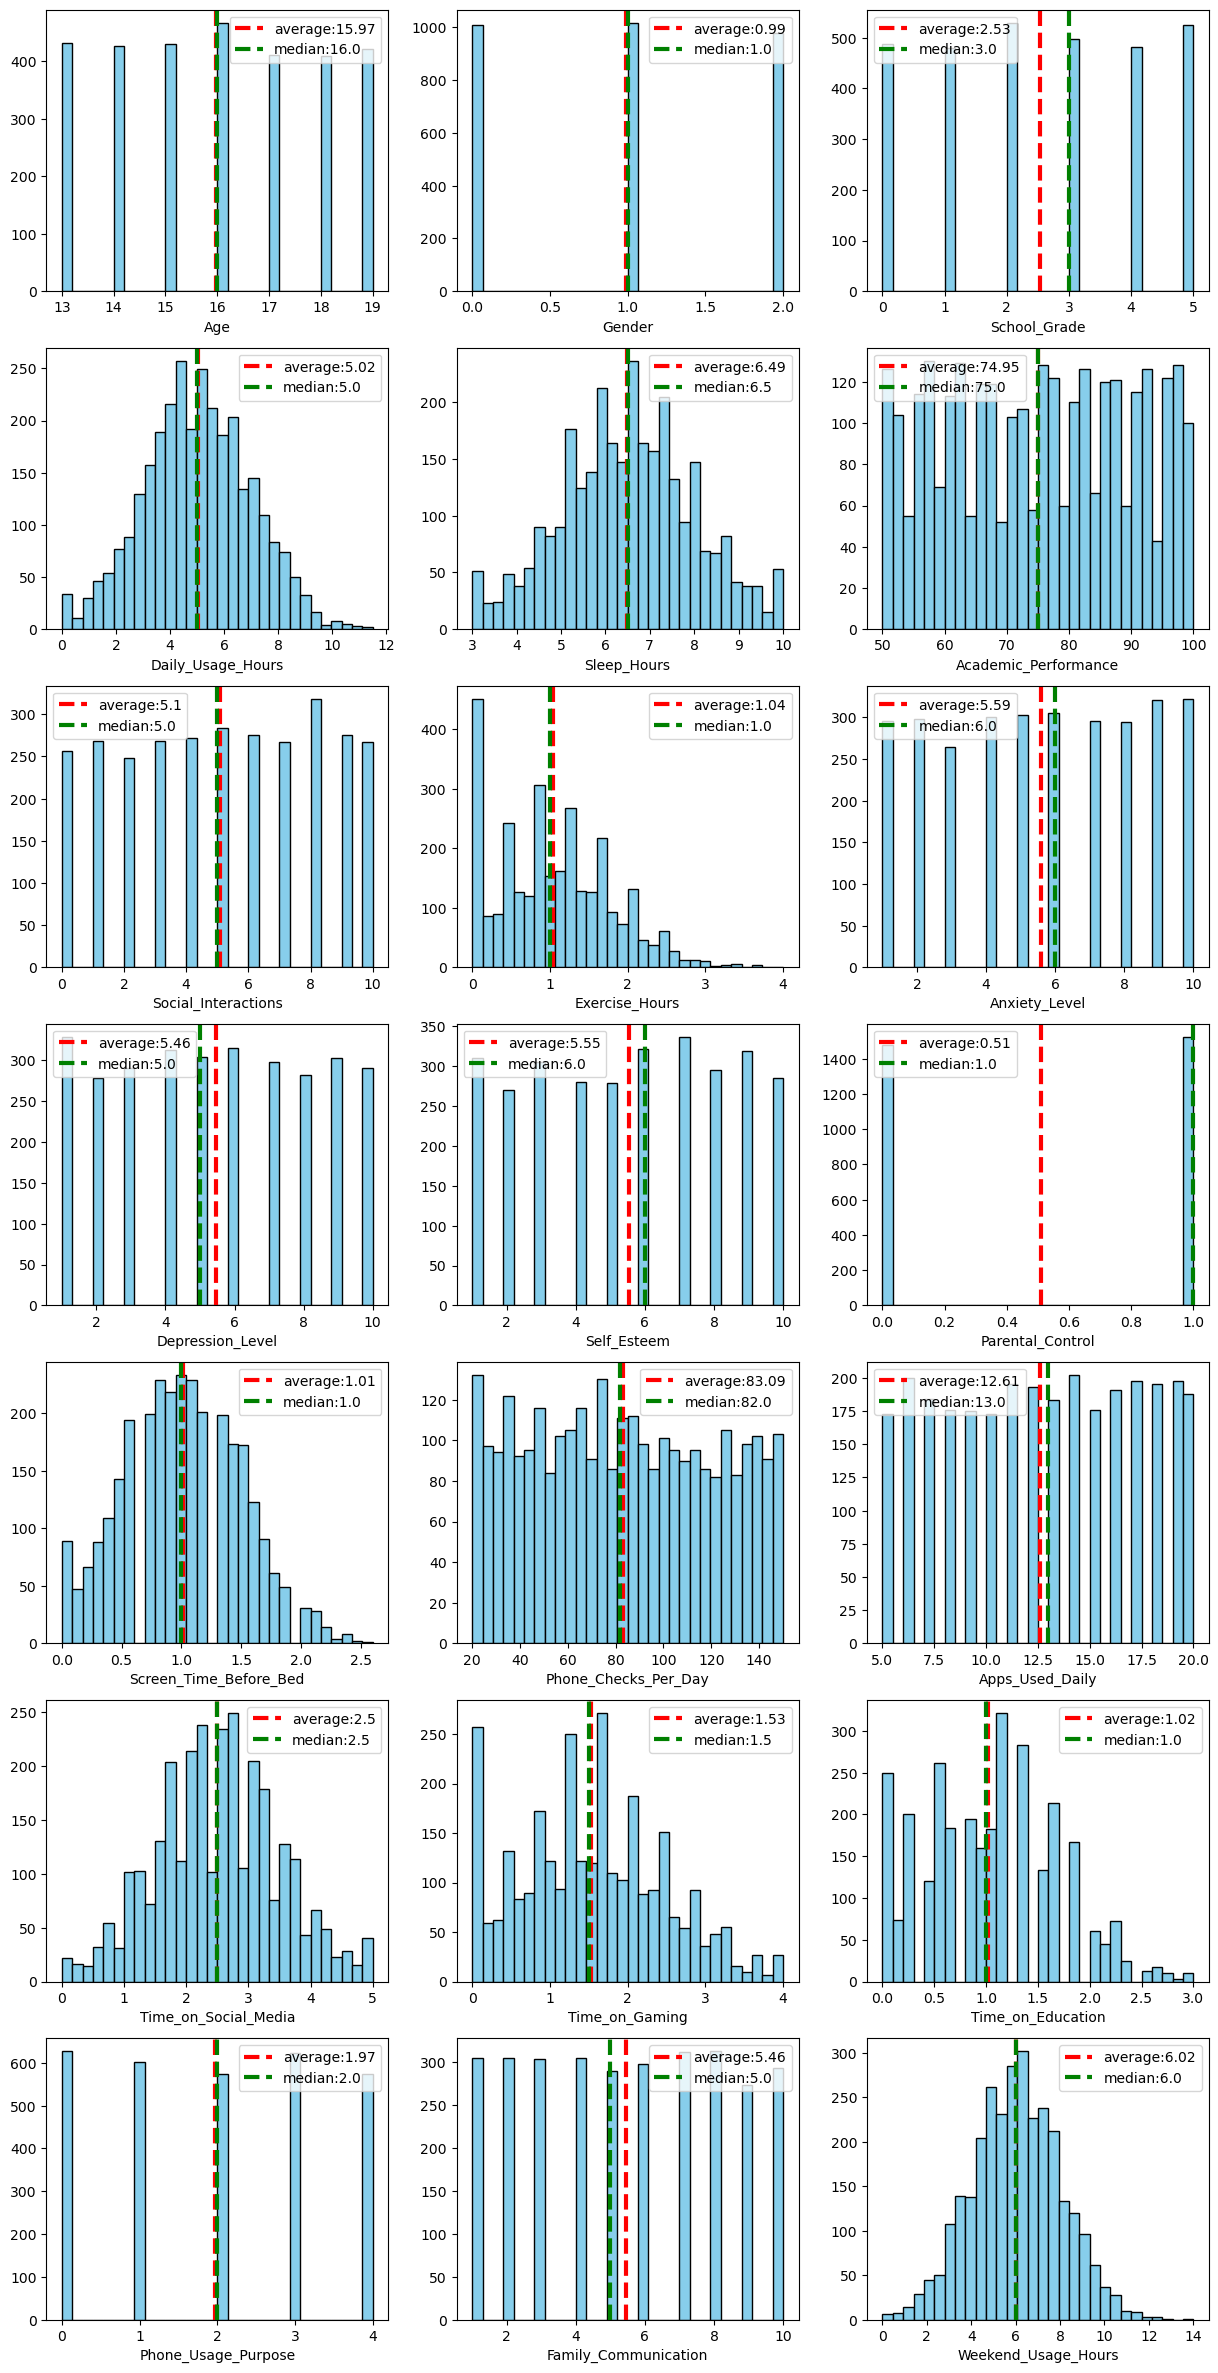 average:15.97
median:16.0
400
300
200
100
0
13 14 15 16 17 18 19
Age
average:0.99
median:1.0
1000
800
600
400
200
0
0.0 0.5 1.0 1.5 2.0
Gender
average:2.53
median:3.0
500
400
300
200
100
0
0 1 2 3 4 5
School_Grade
average:5.02
median:5.0
250
200
150
100
50
0
0 2 4 6 8 10 12
Daily_Usage_Hours
average:6.49
median:6.5
200
150
100
50
0
3 4 5 6 7 8 9 10
Sleep_Hours
average:74.95
median:75.0
120
100
80
60
40
20
0
50 60 70 80 90 100
Academic_Performance
average:5.1
median:5.0
300
250
200
150
100
50
0
0 2 4 6 8 10
Social_Interactions
average:1.04
median:1.0
400
300
200
100
0
0 1 2 3 4
Exercise_Hours
average:5.59
median:6.0
300
250
200
150
100
50
0
2 4 6 8 10
Anxiety_Level
average:5.46
median:5.0
300
250
200
150
100
50
0
2 4 6 8 10
Depression_Level
average:5.55
median:6.0
350
300
250
200
150
100
50
0
2 4 6 8 10
Self_Esteem
average:0.51
median:1.0
1400
1200
1000
800
600
400
200
0
0.0 0.2 0.4 0.6 0.8 1.0
Parental_Control
average:1.01
median:1.0
200
150
100
50
0
0.0 0.5 1.0 1.5 2.0 2.5
Screen_Time_Before_Bed
average:83.09
median:82.0
120
100
80
60
40
20
0
20 40 60 80 100 120 140
Phone_Checks_Per_Day
average:12.61
median:13.0
200
175
150
125
100
75
50
25
0
5.0 7.5 10.0 12.5 15.0 17.5 20.0
Apps_Used_Daily
average:2.5
median:2.5
250
200
150
100
50
0
0 1 2 3 4 5
Time_on_Social_Media
average:1.53
median:1.5
250
200
150
100
50
0
0 1 2 3 4
Time_on_Gaming
average:1.02
median:1.0
300
250
200
150
100
50
0
0.0 0.5 1.0 1.5 2.0 2.5 3.0
Time_on_Education
average:1.97
median:2.0
600
500
400
300
200
100
0
0 1 2 3 4
Phone_Usage_Purpose
average:5.46
median:5.0
300
250
200
150
100
50
0
2 4 6 8 10
Family_Communication
average:6.02
median:6.0
300
250
200
150
100
50
0
0 2 4 6 8 10 12 14
Weekend_Usage_Hours